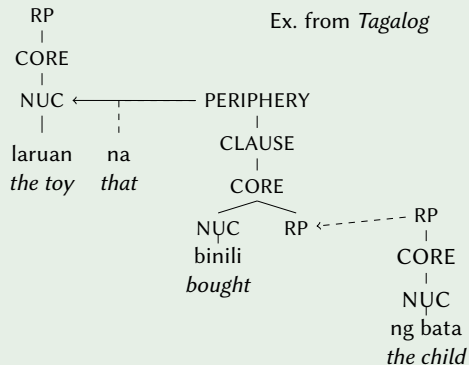 RP
Ex. from Tagalog
CORE
NUC
PERIPHERY
laruan na
the toy that
CLAUSE
CORE
NUC RP
RP
binili
bought
CORE
NUC
ng bata
the child